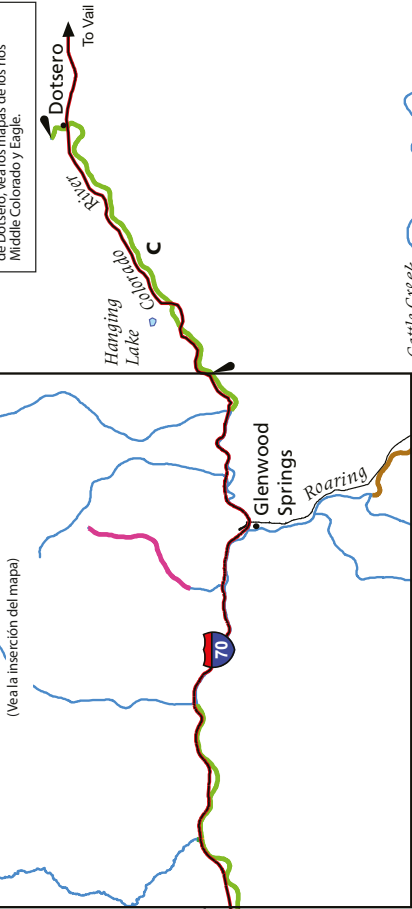 de Dotsero, vea los mapas de los ríos
Middle Colorado y Eagle.
To Vail
Dotsero
River
Colorado
C
Hanging
Lake
Cattle Creek
Glenwood
Springs
Roaring
70
(Vea la inserción del mapa)